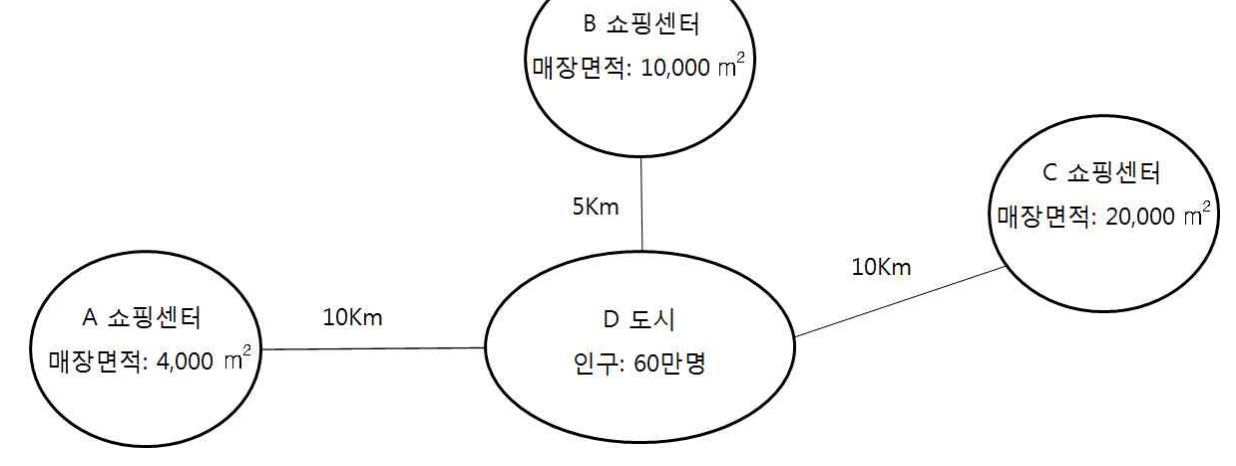 B 쇼핑센터
매장면적: 10,000 m²
C 쇼핑센터
매장면적: 20,000 m²
5Km
10Km
A 쇼핑센터
매장면적: 4,000 m²
10Km
D 도시
인구: 60만명